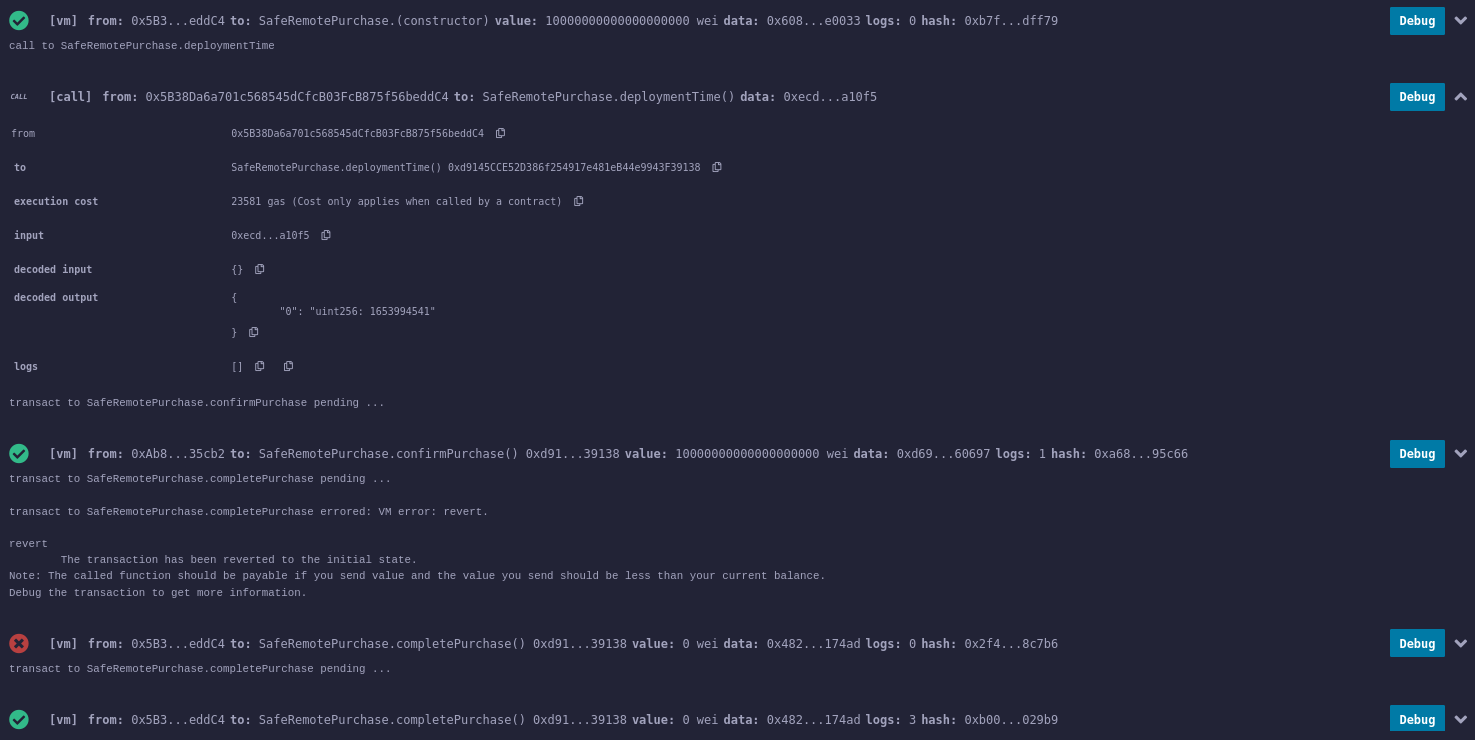 [vm] from: 0x5B3...eddC4 to: SafeRemotePurchase.(constructor) value: 10000000000000000000 wei data: 0x608...e0033 logs: 0 hash: 0xb7f...dff79 Debug
call to SafeRemotePurchase.deploymentTime
CALL [call] from: 0x5B38Da6a701c568545dCfcB03FcB875f56beddC4 to: SafeRemotePurchase.deploymentTime() data: 0xecd...a10f5 Debug
from 0x5B38Da6a701c568545dCfcB03FcB875f56beddC4
to SafeRemotePurchase.deploymentTime() 0xd9145CCE52D386f254917e481eB44e9943F39138
execution cost 23581 gas (Cost only applies when called by a contract)
input 0xecd...a10f5
decoded input {}
decoded output {
"0": "uint256: 1653994541"
}
logs []
transact to SafeRemotePurchase.confirmPurchase pending ...
[vm] from: 0xAb8...35cb2 to: SafeRemotePurchase.confirmPurchase() 0xd91...39138 value: 10000000000000000000 wei data: 0xd69...60697 logs: 1 hash: 0xa68...95c66 Debug
transact to SafeRemotePurchase.completePurchase pending ...
transact to SafeRemotePurchase.completePurchase errored: VM error: revert.
revert
The transaction has been reverted to the initial state.
Note: The called function should be payable if you send value and the value you send should be less than your current balance.
Debug the transaction to get more information.
[vm] from: 0x5B3...eddC4 to: SafeRemotePurchase.completePurchase() 0xd91...39138 value: 0 wei data: 0x482...174ad logs: 0 hash: 0x2f4...8c7b6 Debug
transact to SafeRemotePurchase.completePurchase pending ...
[vm] from: 0x5B3...eddC4 to: SafeRemotePurchase.completePurchase() 0xd91...39138 value: 0 wei data: 0x482...174ad logs: 3 hash: 0xb00...029b9 Debug